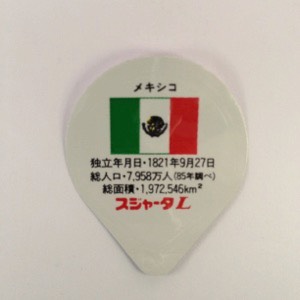 メキシコ
独立年月日・1821年9月27日
総人口・7,958万人(85年調べ)
総面積・1,972,546km²
スジャータL